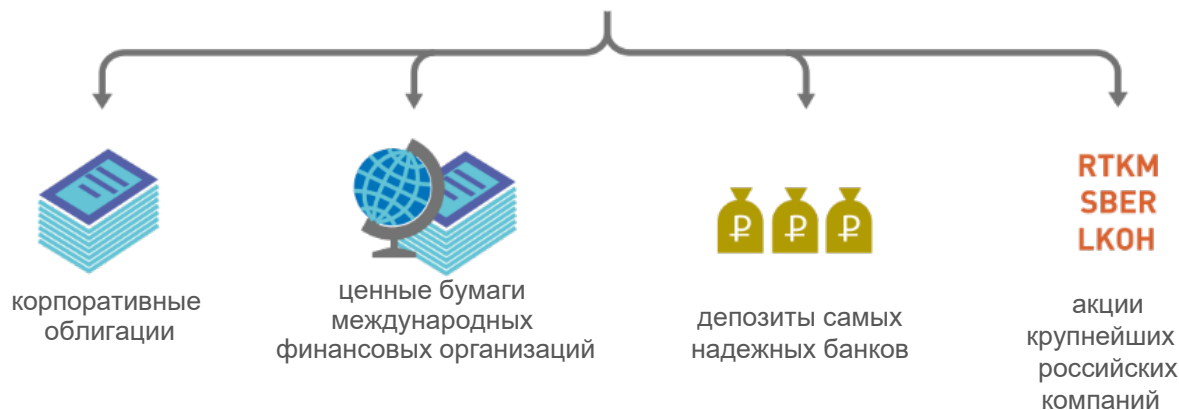 RTKM
SBER
LKOH
корпоративные
облигации
ценные бумаги
международных
финансовых организаций
депозиты самых
надежных банков
акции
крупнейших
российских
компаний